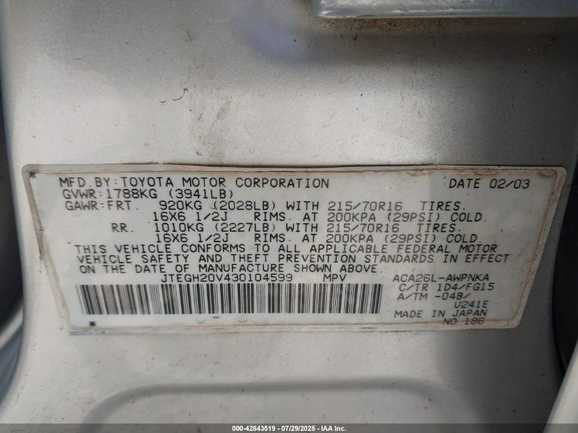 MFD.BY:TOYOTA MOTOR CORPORATION DATE 02/03
GVWR:1788KG (3941LB)
GAWR:FRT. 920KG (2028LB) WITH 215/70R16 TIRES.
16X6 1/2J RIMS. AT 200KPA (29PSI) COLD.
RR. 1010KG (2227LB) WITH 215/70R16 TIRES.
16X6 1/2J RIMS. AT 200KPA (29PSI) COLD.
THIS VEHICLE CONFORMS TO ALL APPLICABLE FEDERAL MOTOR
VEHICLE SAFETY AND THEFT PREVENTION STANDARDS IN EFFECT
ON THE DATE OF MANUFACTURE SHOWN ABOVE.
JTEGH20V430104599 MPV ACA26L-AWPNKA
C/TR 1D4/FG15
A/TM -04B/
U241E
MADE IN JAPAN
NO 186
000-42843519 - 07/29/2025 - IAA, Inc.